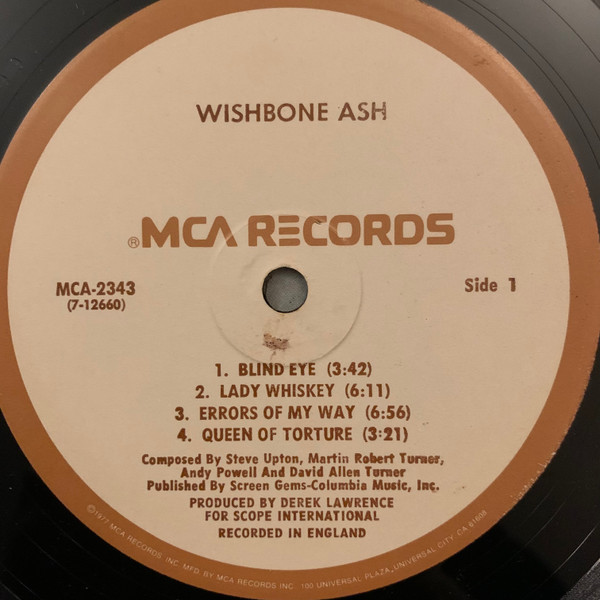 WISHBONE ASH
®MCA RECORDS
MCA-2343
(7-12660)
Side 1
1. BLIND EYE (3:42)
2. LADY WHISKEY (6:11)
3. ERRORS OF MY WAY (6:56)
4. QUEEN OF TORTURE (3:21)
Composed By Steve Upton, Martin Robert Turner,
Andy Powell And David Allen Turner
Published By Screen Gems-Columbia Music, Inc.
PRODUCED BY DEREK LAWRENCE
FOR SCOPE INTERNATIONAL
RECORDED IN ENGLAND
©1977 MCA RECORDS, INC. MFD. BY MCA RECORDS INC., 100 UNIVERSAL PLAZA, UNIVERSAL CITY, CA 91608